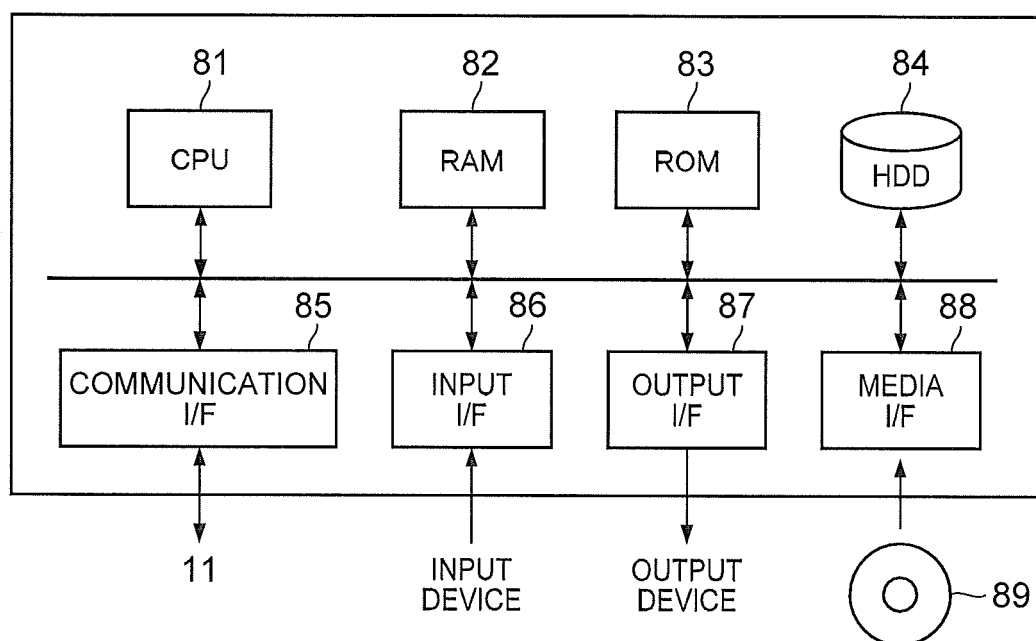 81
82
83
84
CPU
RAM
ROM
HDD
85
86
87
88
COMMUNICATION
I/F
INPUT
I/F
OUTPUT
I/F
MEDIA
I/F
11
INPUT
DEVICE
OUTPUT
DEVICE
89